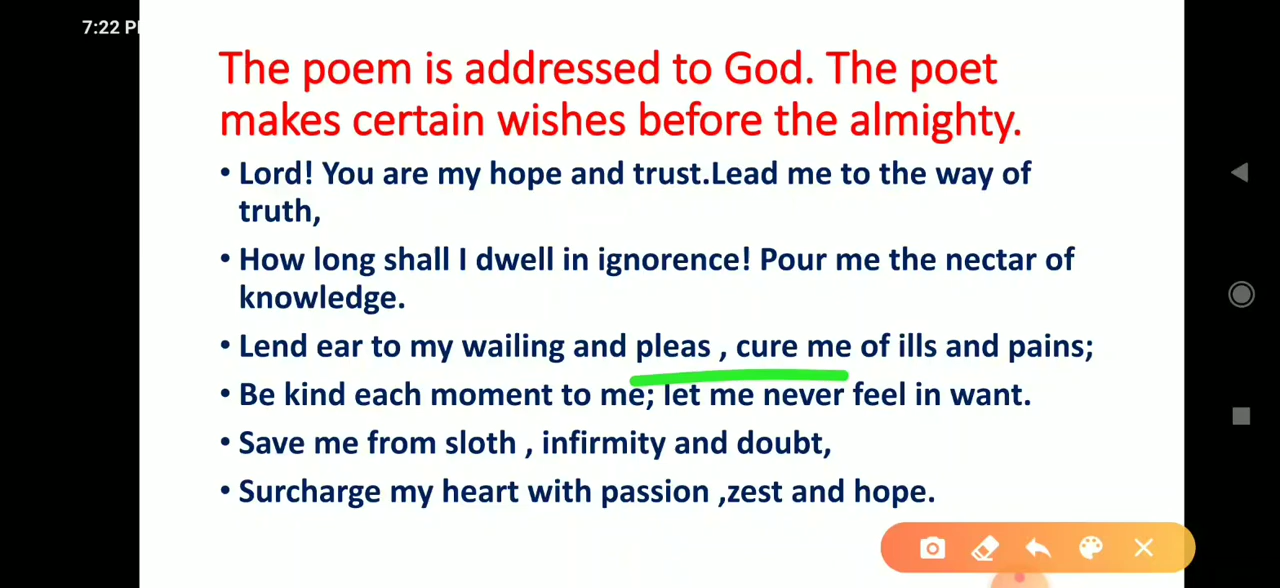 7:22 P
The poem is addressed to God. The poet
makes certain wishes before the almighty.
• Lord! You are my hope and trust.Lead me to the way of
truth,
• How long shall I dwell in ignorence! Pour me the nectar of
knowledge.
• Lend ear to my wailing and pleas , cure me of ills and pains;
• Be kind each moment to me; let me never feel in want.
• Save me from sloth , infirmity and doubt,
• Surcharge my heart with passion ,zest and hope.